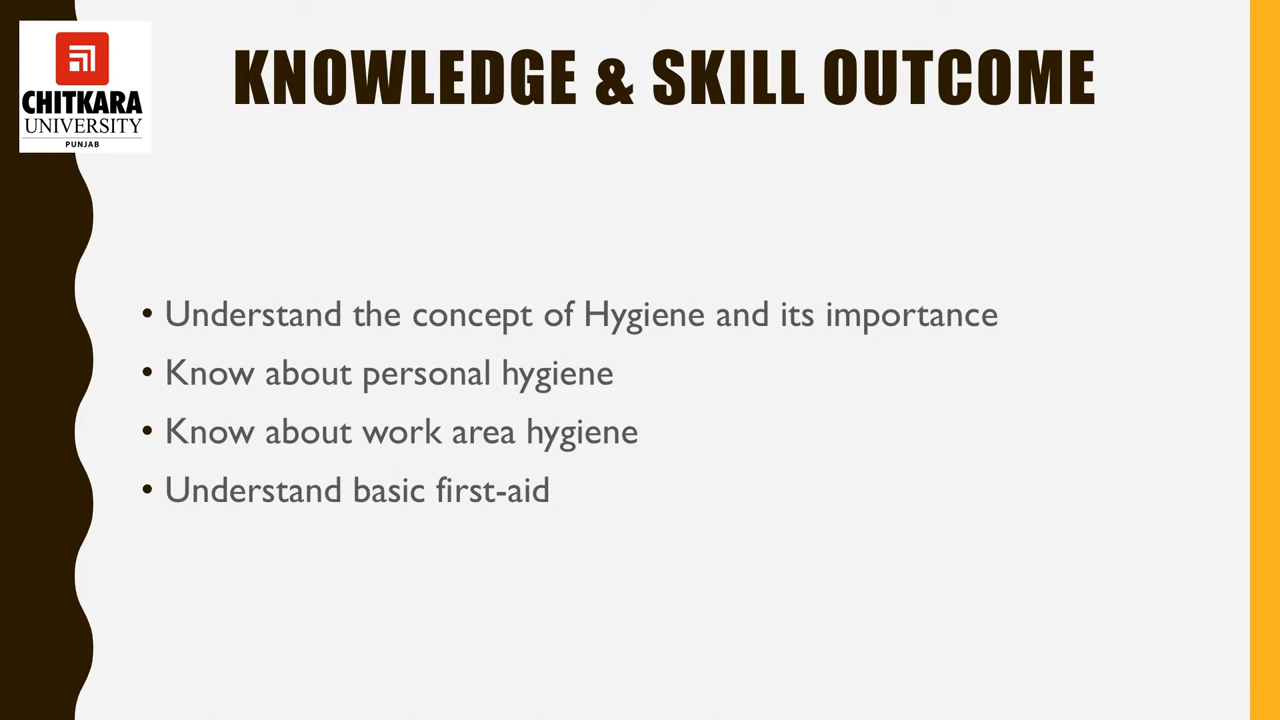 CHITKARA
UNIVERSITY
PUNJAB
KNOWLEDGE & SKILL OUTCOME
• Understand the concept of Hygiene and its importance
• Know about personal hygiene
• Know about work area hygiene
• Understand basic first-aid